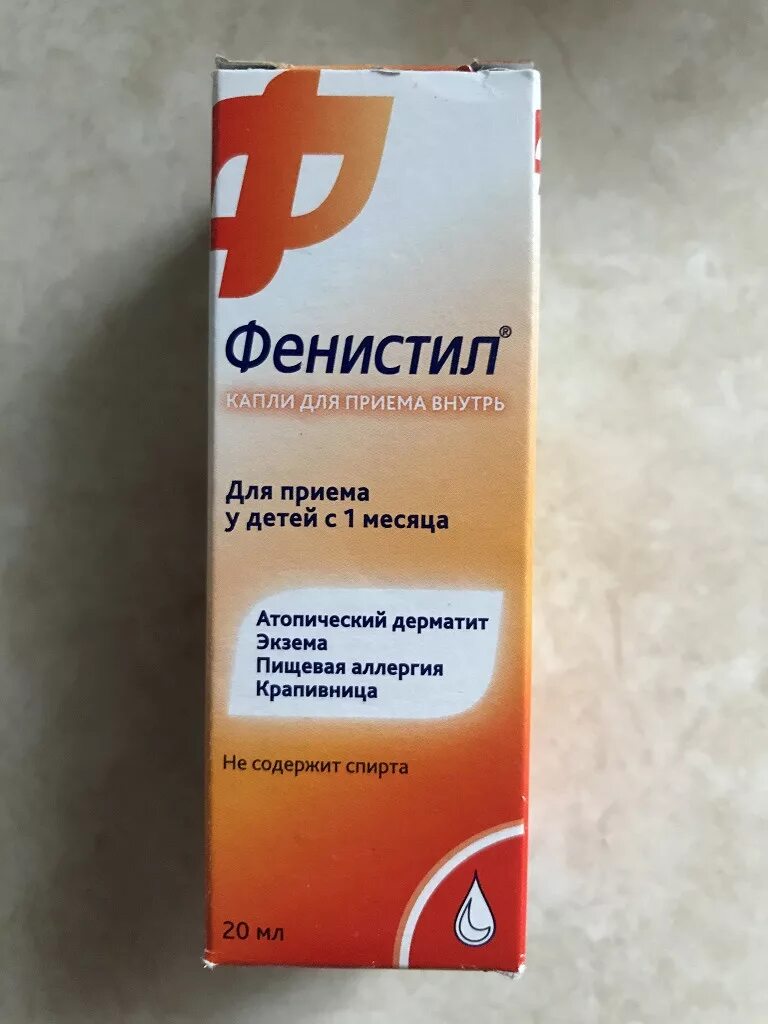 Фенистил®
КАПЛИ ДЛЯ ПРИЕМА ВНУТРЬ
Для приема
у детей с 1 месяца
Атопический дерматит
Экзема
Пищевая аллергия
Крапивница
Не содержит спирта
20 мл